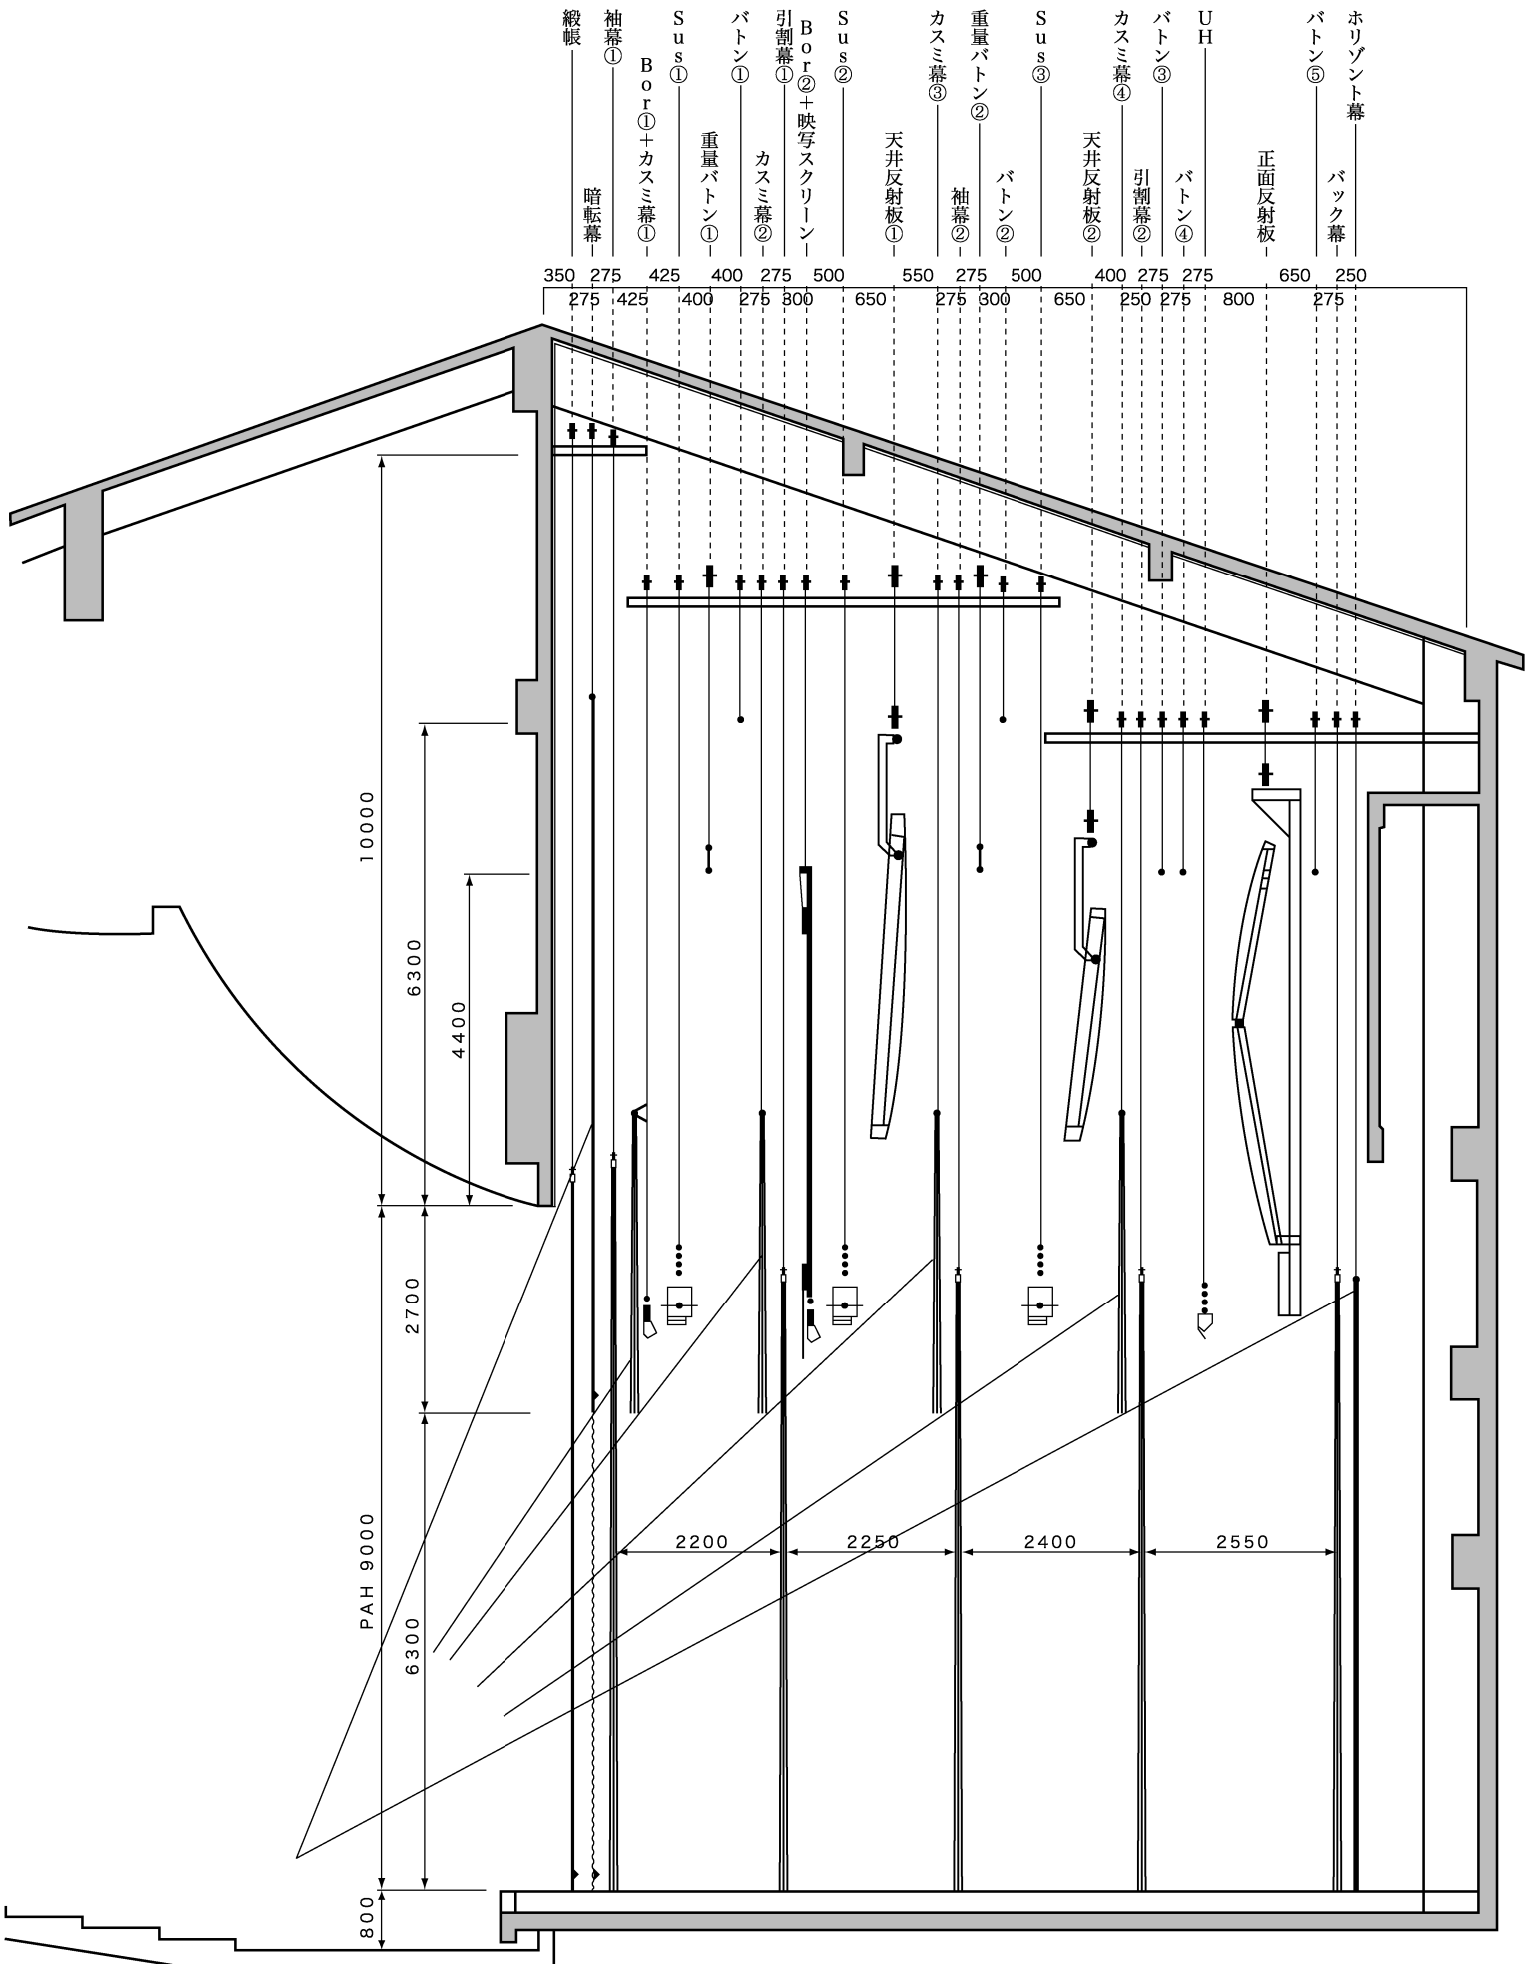 緞帳
暗転幕
袖幕①
Bor①＋カスミ幕①
Sus①
重量バトン①
バトン①
カスミ幕②
引割幕①
Bor②＋映写スクリーン
Sus②
天井反射板①
カスミ幕③
袖幕②
重量バトン②
バトン②
Sus③
天井反射板②
カスミ幕④
引割幕②
バトン③
バトン④
UH
正面反射板
バトン⑤
バック幕
ホリゾント幕
350 275 425 400 275 500 550 275 500 400 275 275 650 250
275 425 400 275 300 650 275 300 650 250 275 800 275
10000
6300
4400
2700
PAH 9000
6300
2200 2250 2400 2550
800